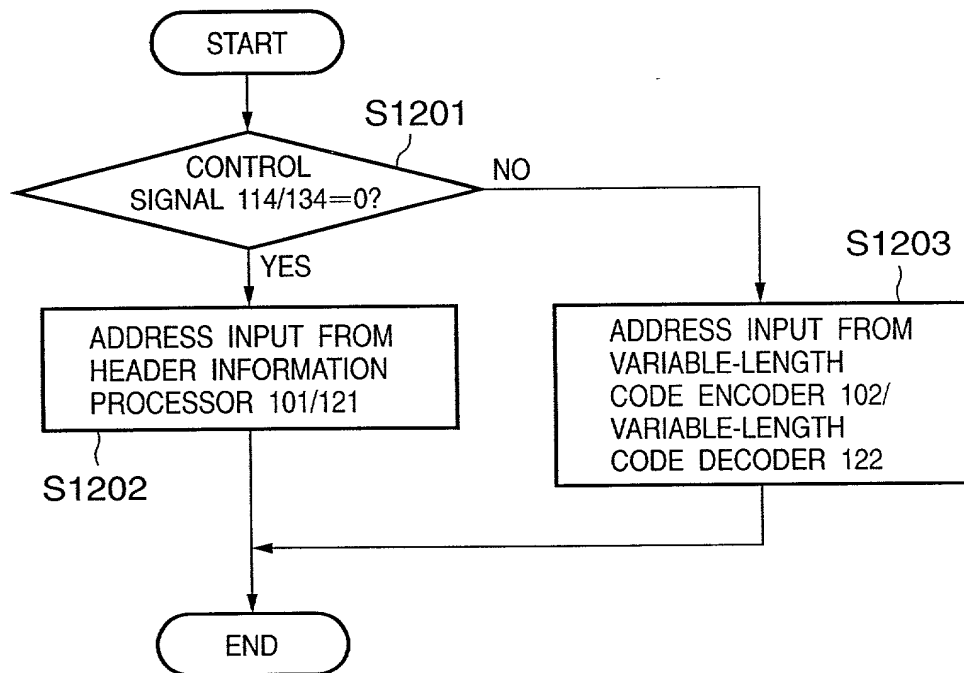 START
S1201
CONTROL
SIGNAL 114/134=0?
NO
YES
S1203
ADDRESS INPUT FROM
HEADER INFORMATION
PROCESSOR 101/121
S1202
ADDRESS INPUT FROM
VARIABLE-LENGTH
CODE ENCODER 102/
VARIABLE-LENGTH
CODE DECODER 122
END